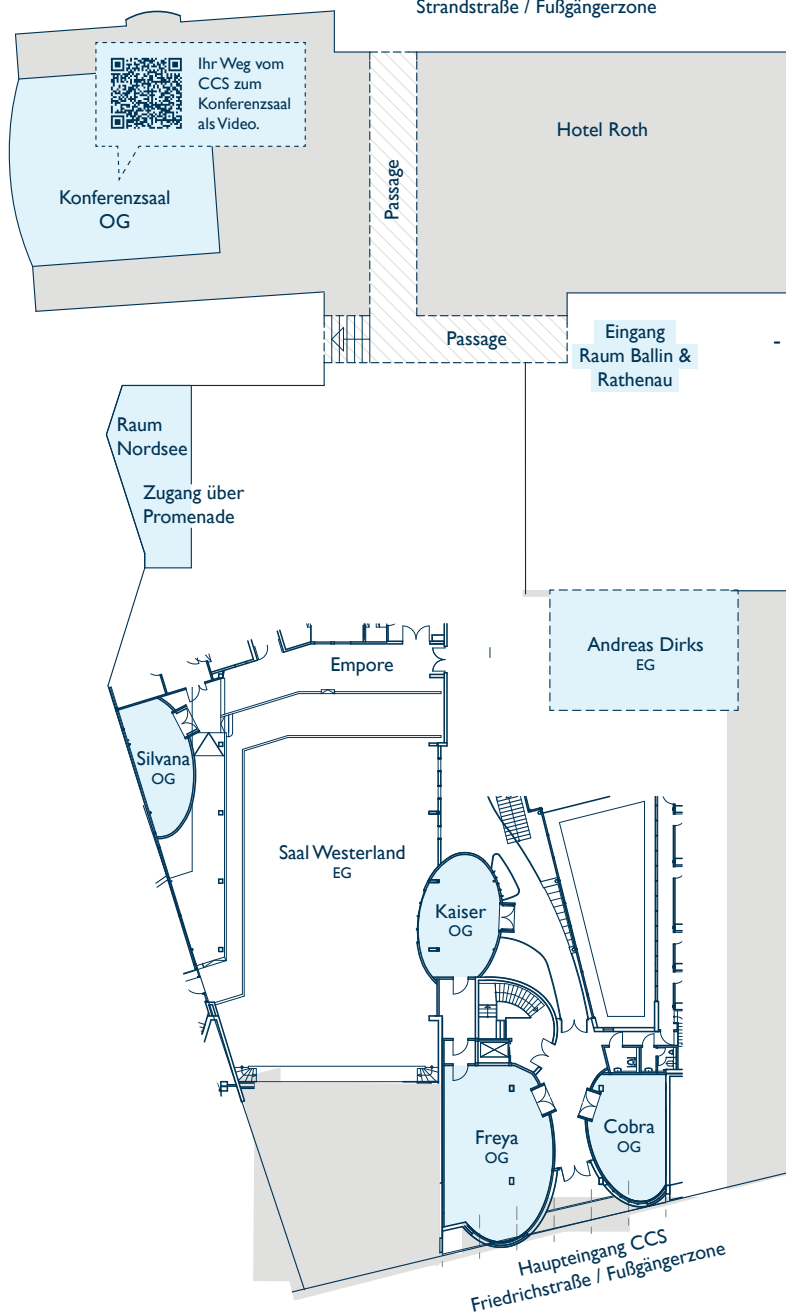 Strandstraße / Fußgängerzone
Ihr Weg vom
CCS zum
Konferenzsaal
als Video.
Hotel Roth
Passage
Konferenzsaal
OG
Passage
Eingang
Raum Ballin &
Rathenau
-
Raum
Nordsee
Zugang über
Promenade
Andreas Dirks
EG
Empore
Silvana
OG
Saal Westerland
EG
Kaiser
OG
Freya
OG
Cobra
OG
Haupteingang CCS
Friedrichstraße / Fußgängerzone